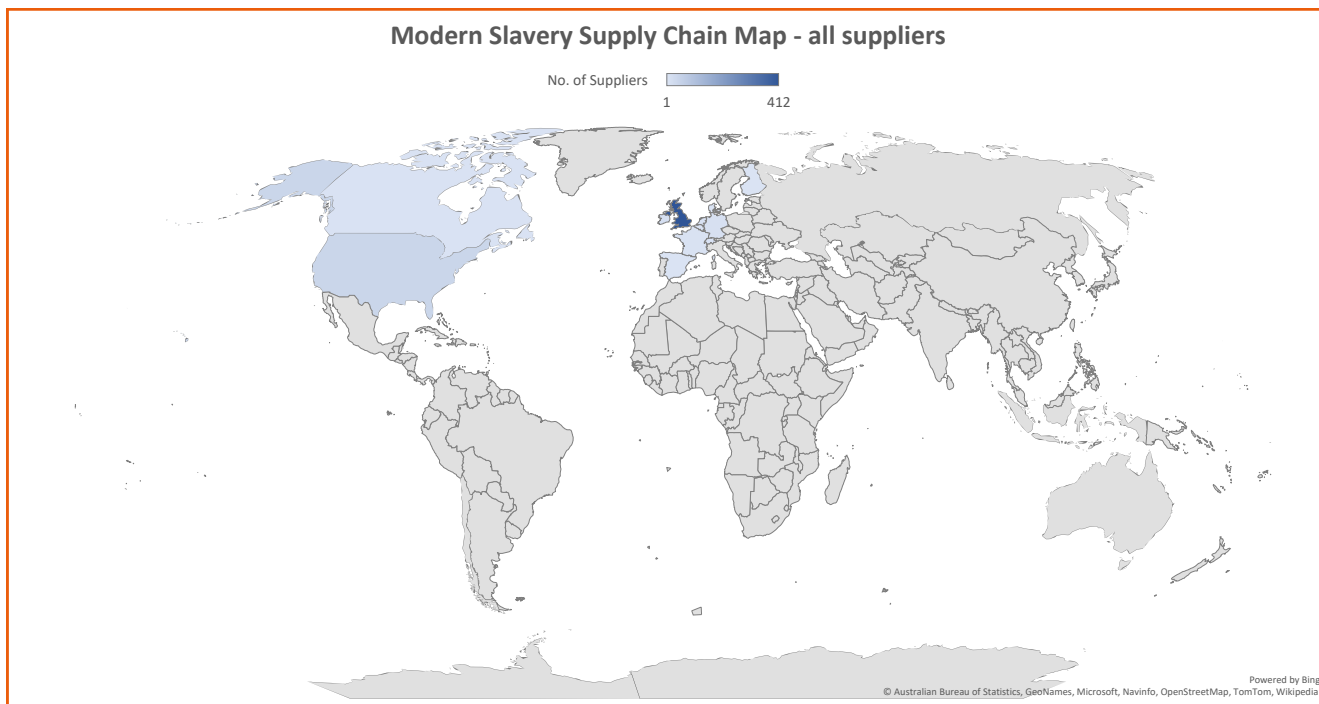 Modern Slavery Supply Chain Map - all suppliers
No. of Suppliers
1 412
Powered by Bing
© Australian Bureau of Statistics, GeoNames, Microsoft, Navinfo, OpenStreetMap, TomTom, Wikipedia